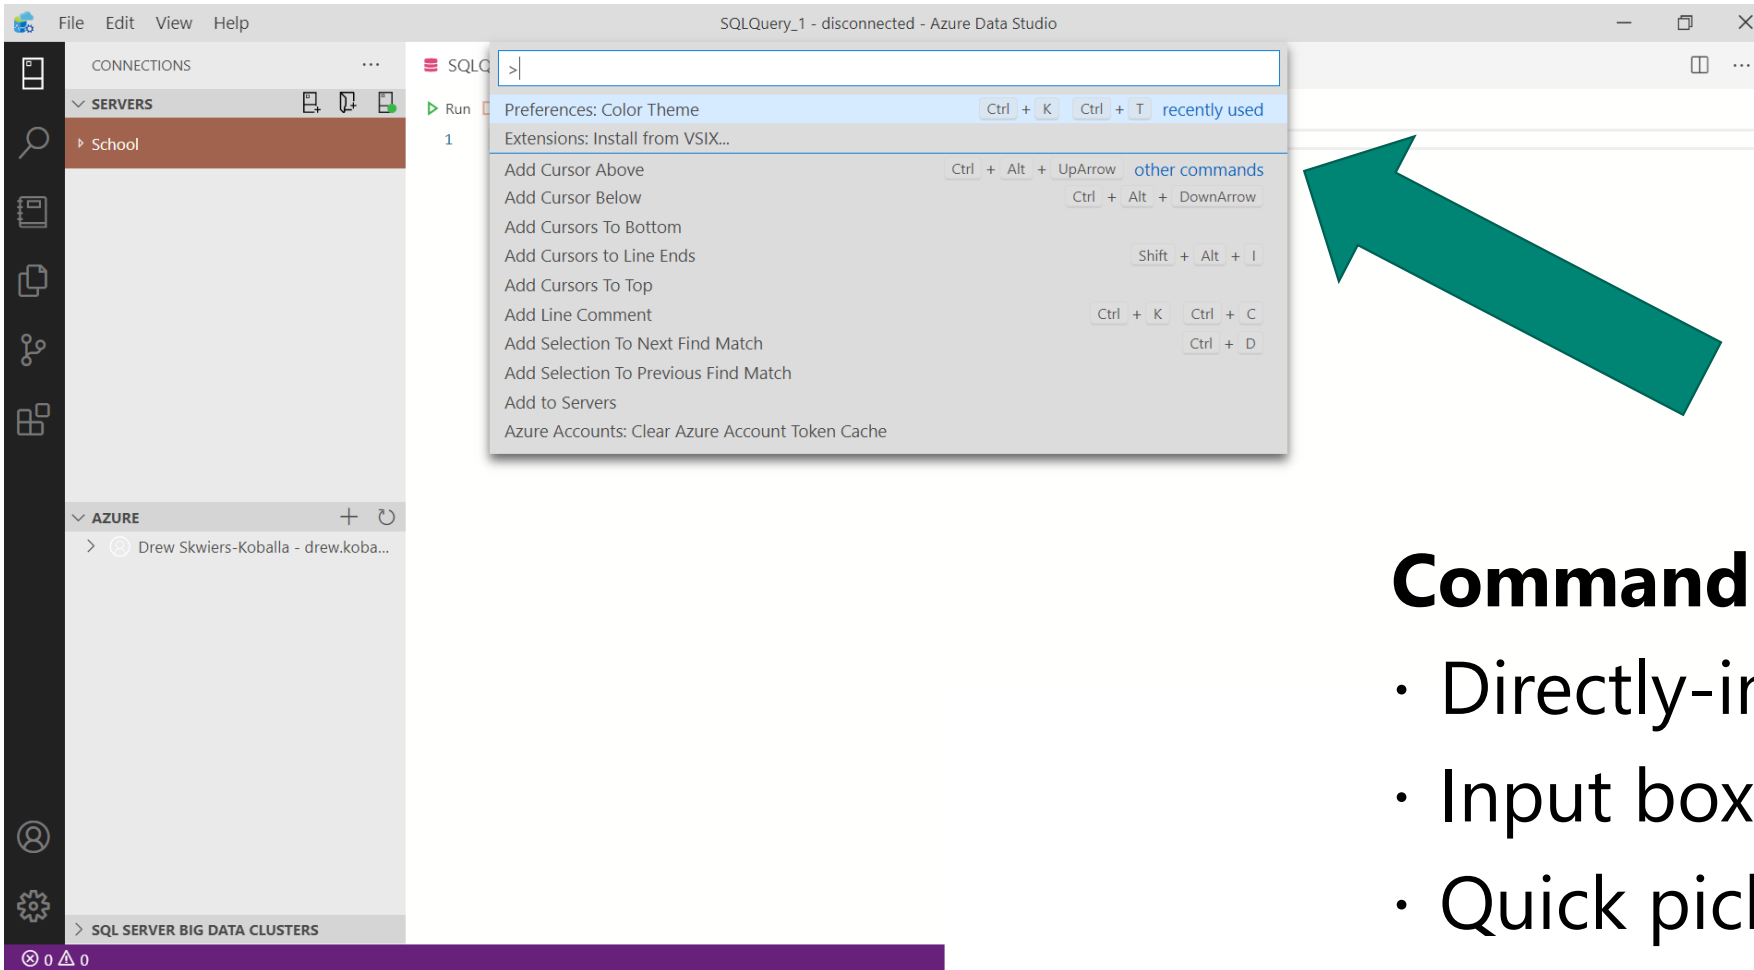 File Edit View Help
SQLQuery_1 - disconnected - Azure Data Studio
CONNECTIONS
SERVERS
School
SQLQ
Run
1
>
Preferences: Color Theme Ctrl + K Ctrl + T recently used
Extensions: Install from VSIX...
Add Cursor Above Ctrl + Alt + UpArrow other commands
Add Cursor Below Ctrl + Alt + DownArrow
Add Cursors To Bottom
Add Cursors to Line Ends Shift + Alt + I
Add Cursors To Top
Add Line Comment Ctrl + K Ctrl + C
Add Selection To Next Find Match Ctrl + D
Add Selection To Previous Find Match
Add to Servers
Azure Accounts: Clear Azure Account Token Cache
AZURE
Drew Skwiers-Koballa - drew.koba...
SQL SERVER BIG DATA CLUSTERS
0 0
Command
· Directly-in
· Input box
· Quick pick